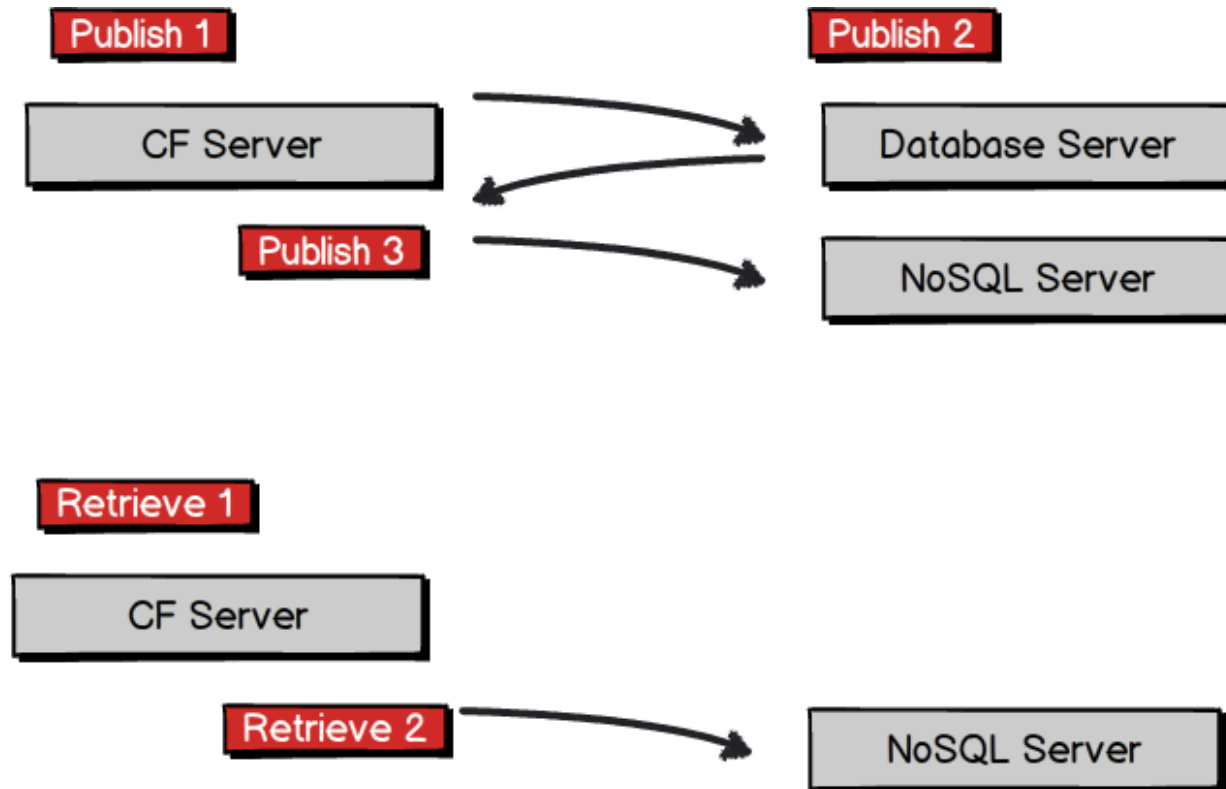 Publish 1
Publish 2
CF Server
Database Server
Publish 3
NoSQL Server
Retrieve 1
CF Server
Retrieve 2
NoSQL Server